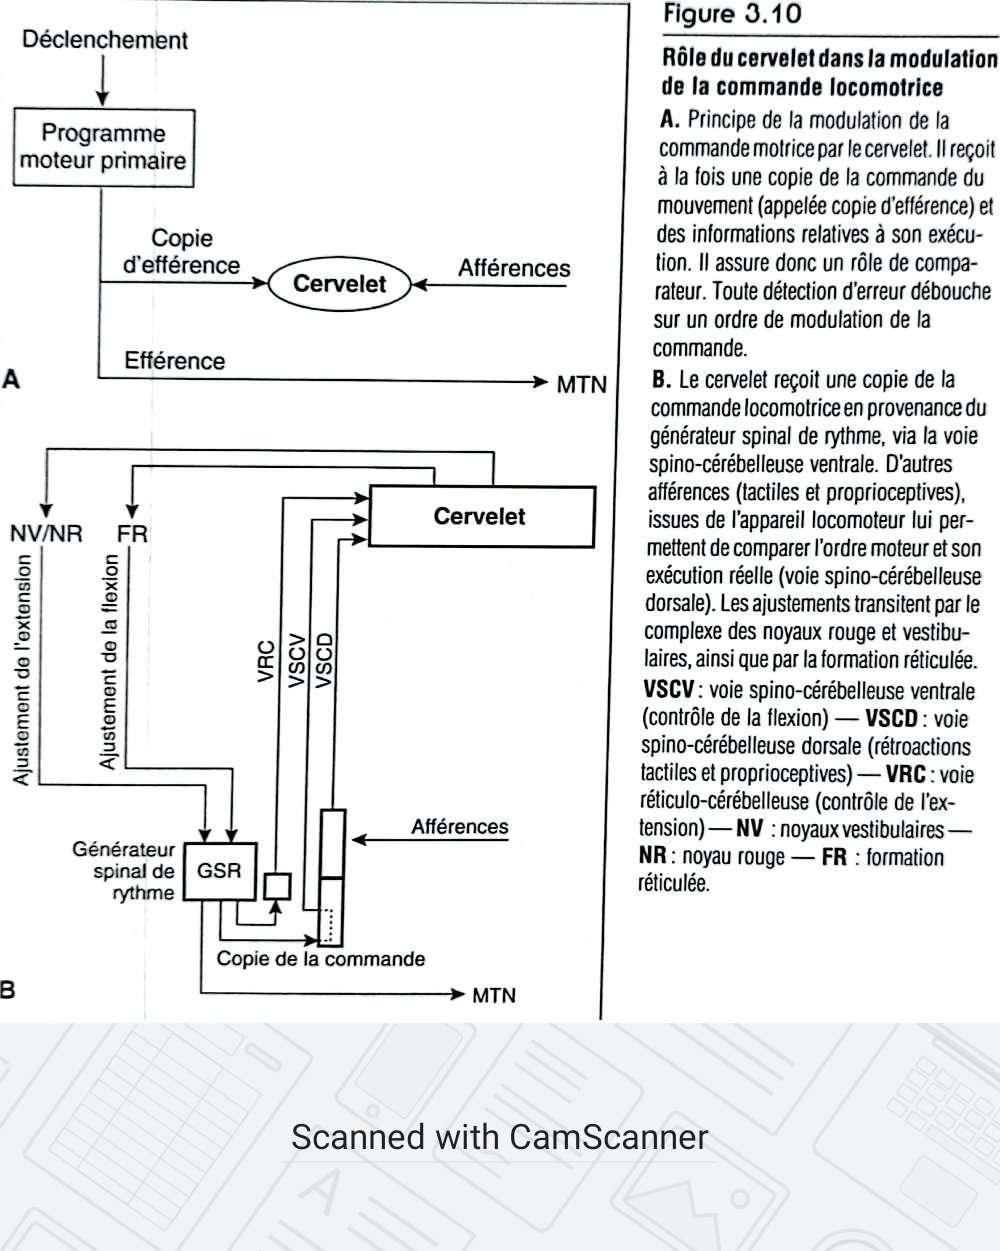 Déclenchement
Programme
moteur primaire
Copie
d'efférence
Cervelet
Afférences
Efférence
A
MTN
Cervelet
NV/NR
FR
Ajustement de l'extension
Ajustement de la flexion
VRC
VSCV
VSCD
Afférences
Générateur
spinal de
rythme
GSR
Copie de la commande
B
MTN
Figure 3.10
Rôle du cervelet dans la modulation
de la commande locomotrice
A. Principe de la modulation de la
commande motrice par le cervelet. Il reçoit
à la fois une copie de la commande du
mouvement (appelée copie d'efférence) et
des informations relatives à son exécu-
tion. Il assure donc un rôle de compa-
rateur. Toute détection d'erreur débouche
sur un ordre de modulation de la
commande.
B. Le cervelet reçoit une copie de la
commande locomotrice en provenance du
générateur spinal de rythme, via la voie
spino-cérébelleuse ventrale. D'autres
afférences (tactiles et proprioceptives),
issues de l'appareil locomoteur lui per-
mettent de comparer l'ordre moteur et son
exécution réelle (voie spino-cérébelleuse
dorsale). Les ajustements transitent par le
complexe des noyaux rouge et vestibu-
laires, ainsi que par la formation réticulée.
VSCV : voie spino-cérébelleuse ventrale
(contrôle de la flexion) — VSCD : voie
spino-cérébelleuse dorsale (rétroactions
tactiles et proprioceptives) — VRC : voie
réticulo-cérébelleuse (contrôle de l'ex-
tension) — NV : noyaux vestibulaires —
NR : noyau rouge — FR : formation
réticulée.
Scanned with CamScanner